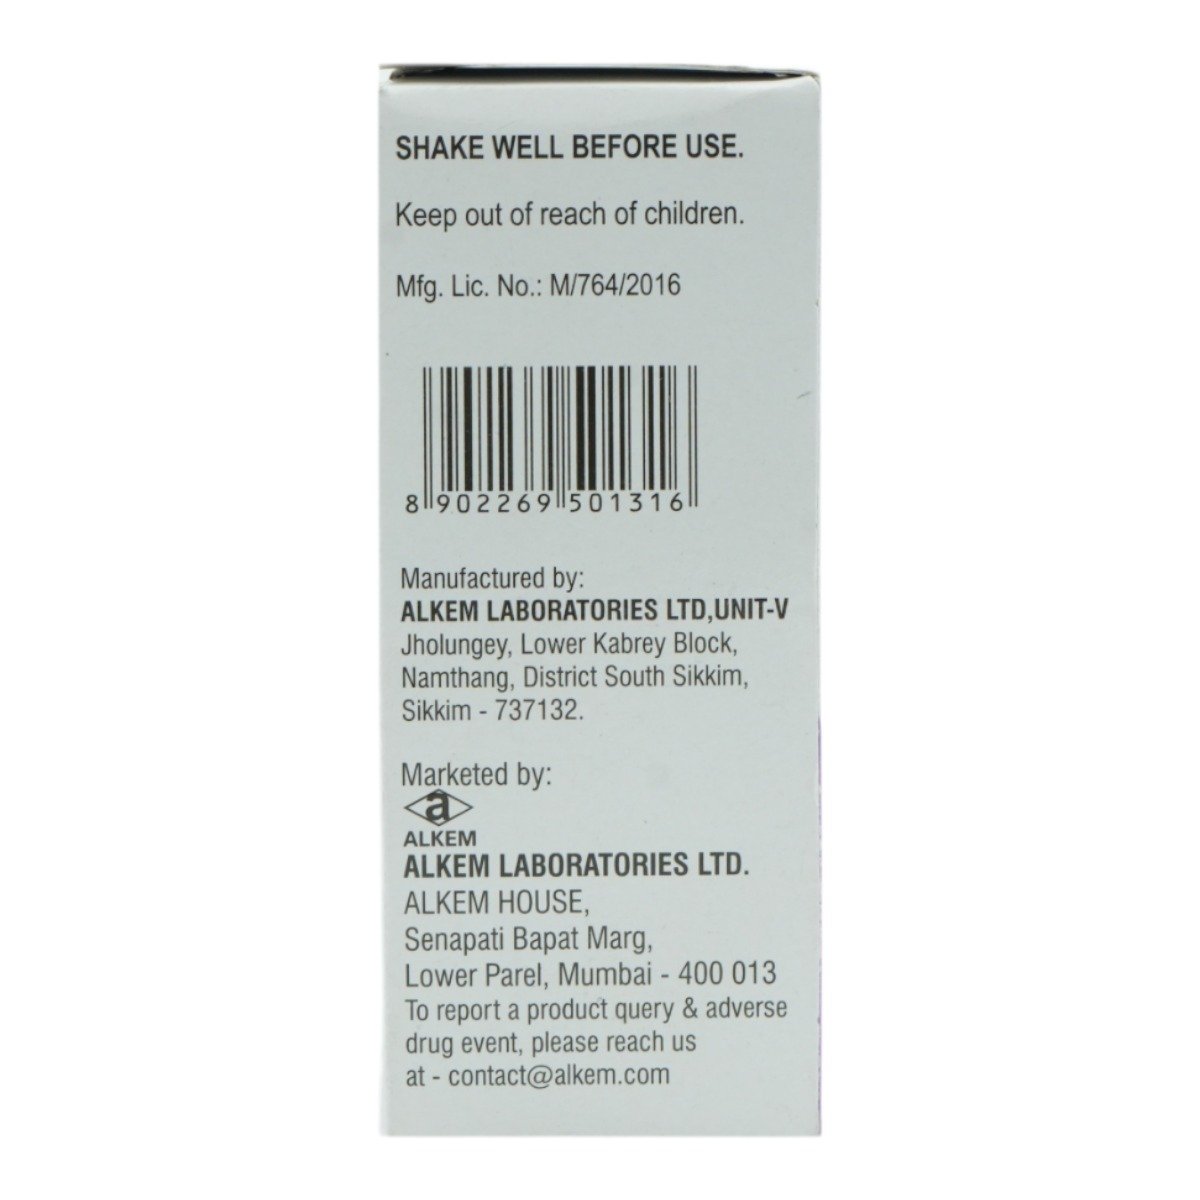 SHAKE WELL BEFORE USE.
Keep out of reach of children.
Mfg. Lic. No.: M/764/2016
8 902269 501316
Manufactured by:
ALKEM LABORATORIES LTD,UNIT-V
Jholungey, Lower Kabrey Block,
Namthang, District South Sikkim,
Sikkim - 737132.
Marketed by:
a
ALKEM
ALKEM LABORATORIES LTD.
ALKEM HOUSE,
Senapati Bapat Marg,
Lower Parel, Mumbai - 400 013
To report a product query & adverse
drug event, please reach us
at - contact@alkem.com